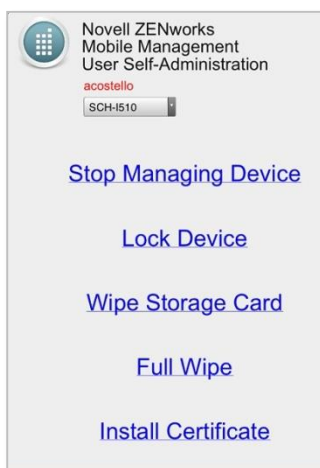 Novell ZENworks
Mobile Management
User Self-Administration
acostello
SCH-I510
Stop Managing Device
Lock Device
Wipe Storage Card
Full Wipe
Install Certificate